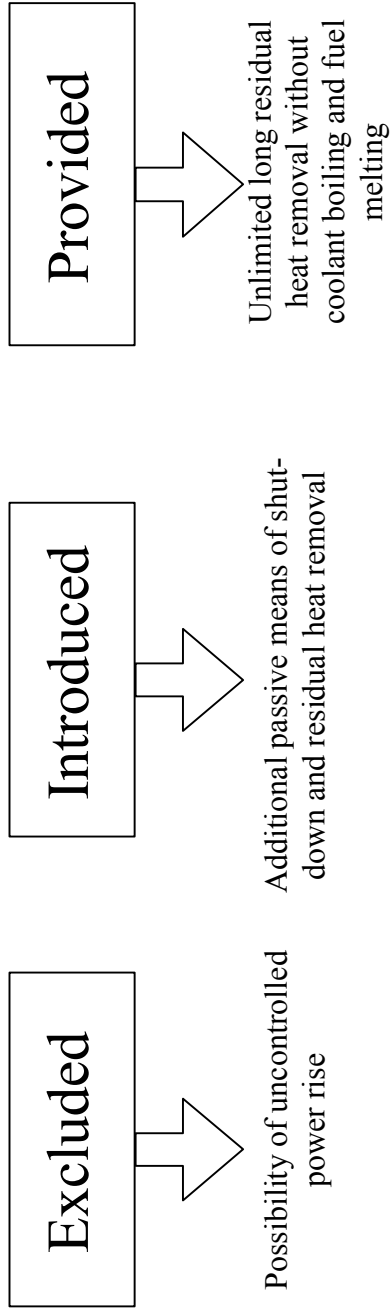 Excluded
Possibility of uncontrolled
power rise
Introduced
Additional passive means of shut-
down and residual heat removal
Provided
Unlimited long residual
heat removal without
coolant boiling and fuel
melting